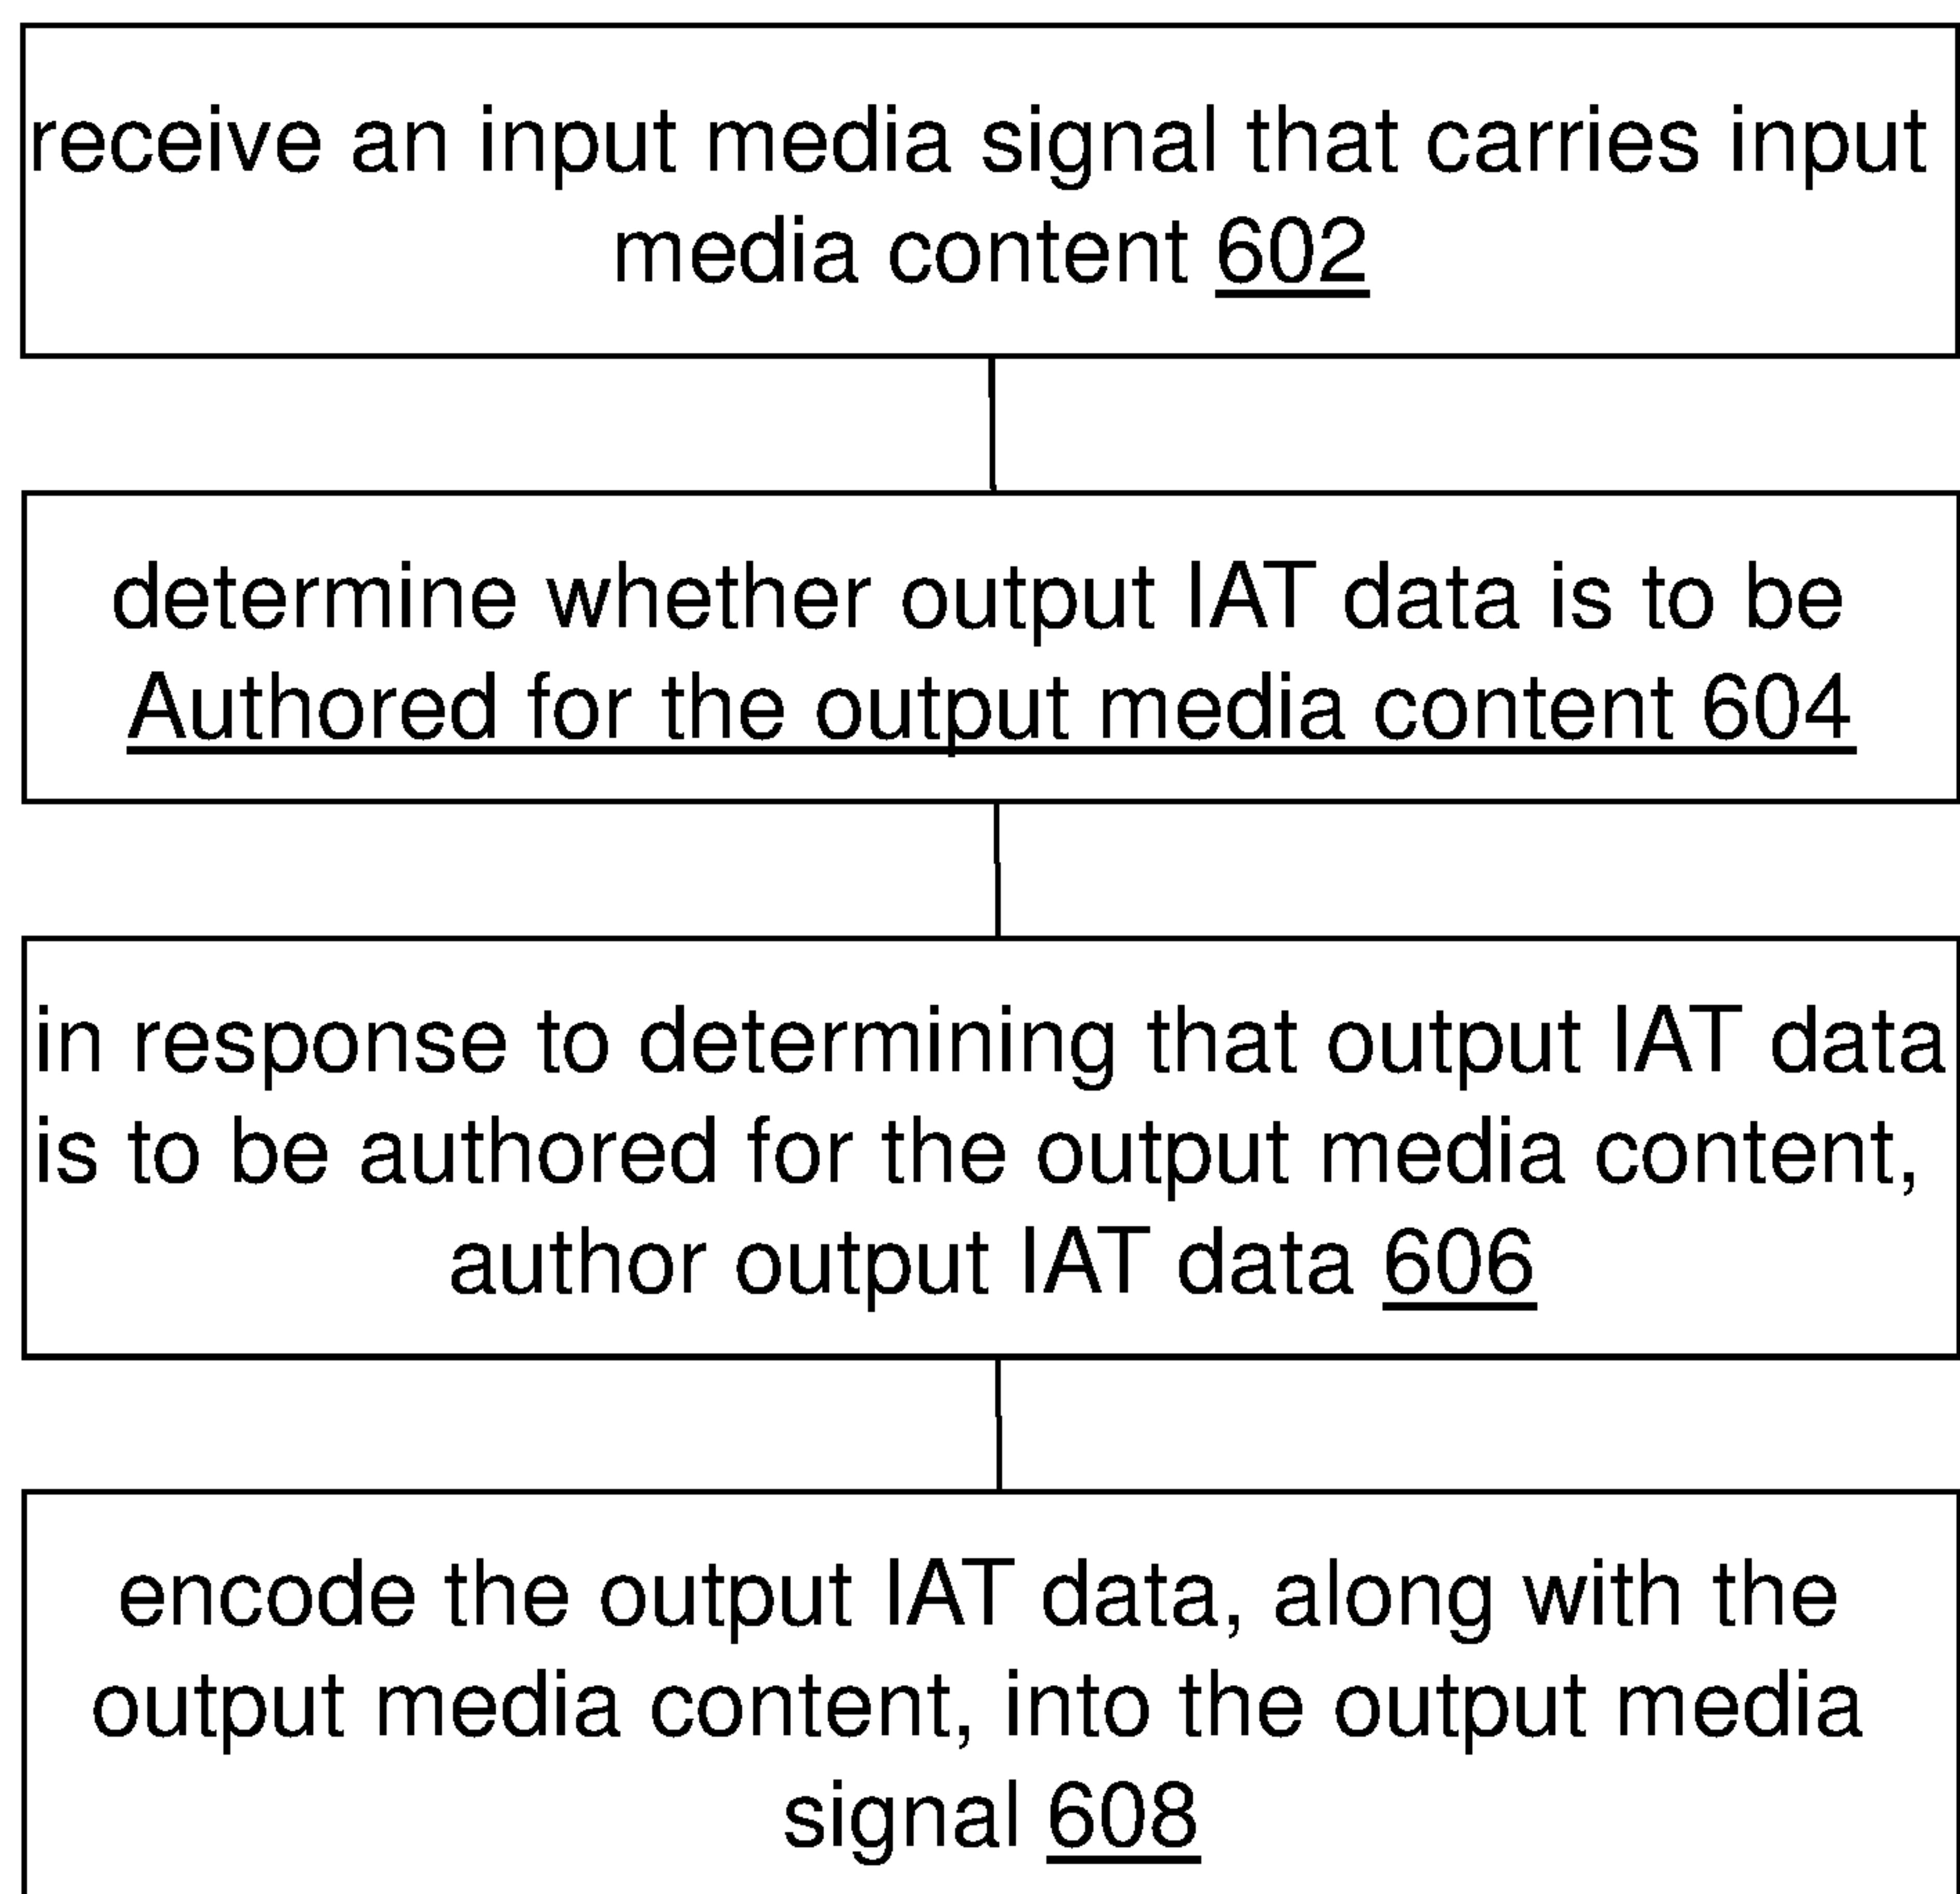 receive an input media signal that carries input
media content 602
determine whether output IAT data is to be
Authored for the output media content 604
in response to determining that output IAT data
is to be authored for the output media content,
author output IAT data 606
encode the output IAT data, along with the
output media content, into the output media
signal 608